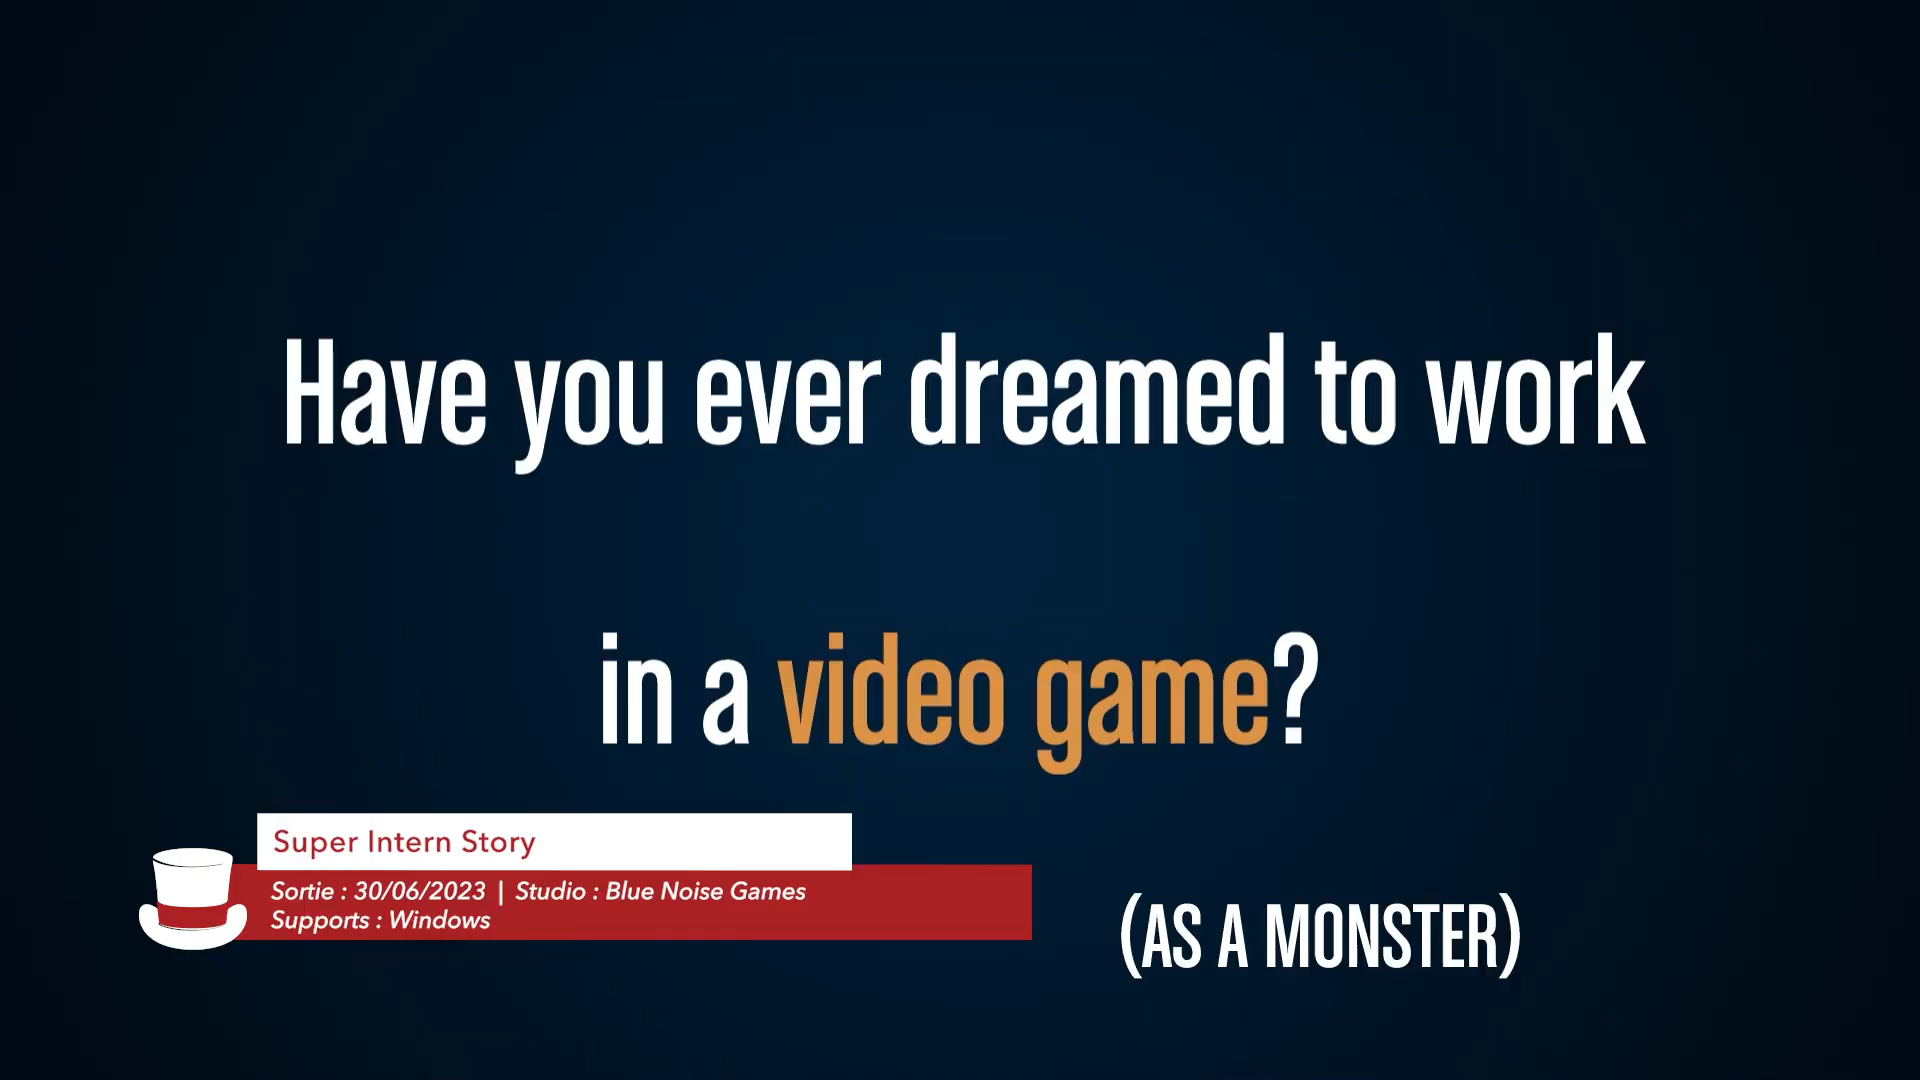 Have you ever dreamed to work
in a video game?
Super Intern Story
Sortie : 30/06/2023 | Studio : Blue Noise Games
Supports : Windows
(AS A MONSTER)